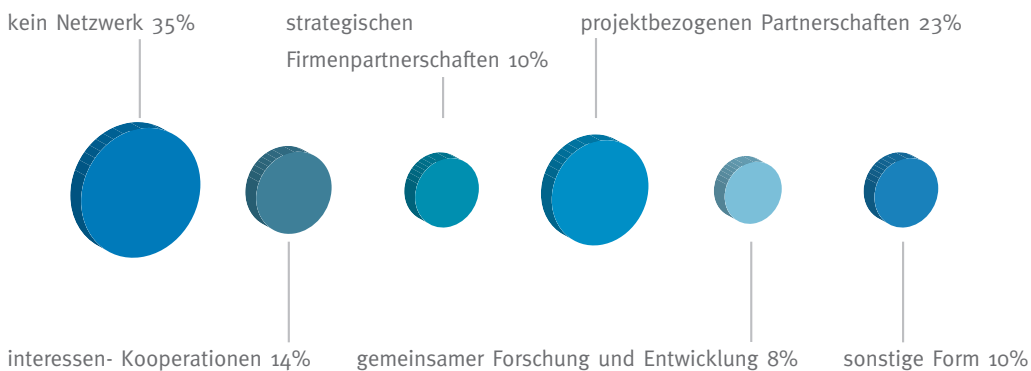 kein Netzwerk 35%
strategischen
Firmenpartnerschaften 10%
projektbezogenen Partnerschaften 23%
interessen- Kooperationen 14%
gemeinsamer Forschung und Entwicklung 8%
sonstige Form 10%